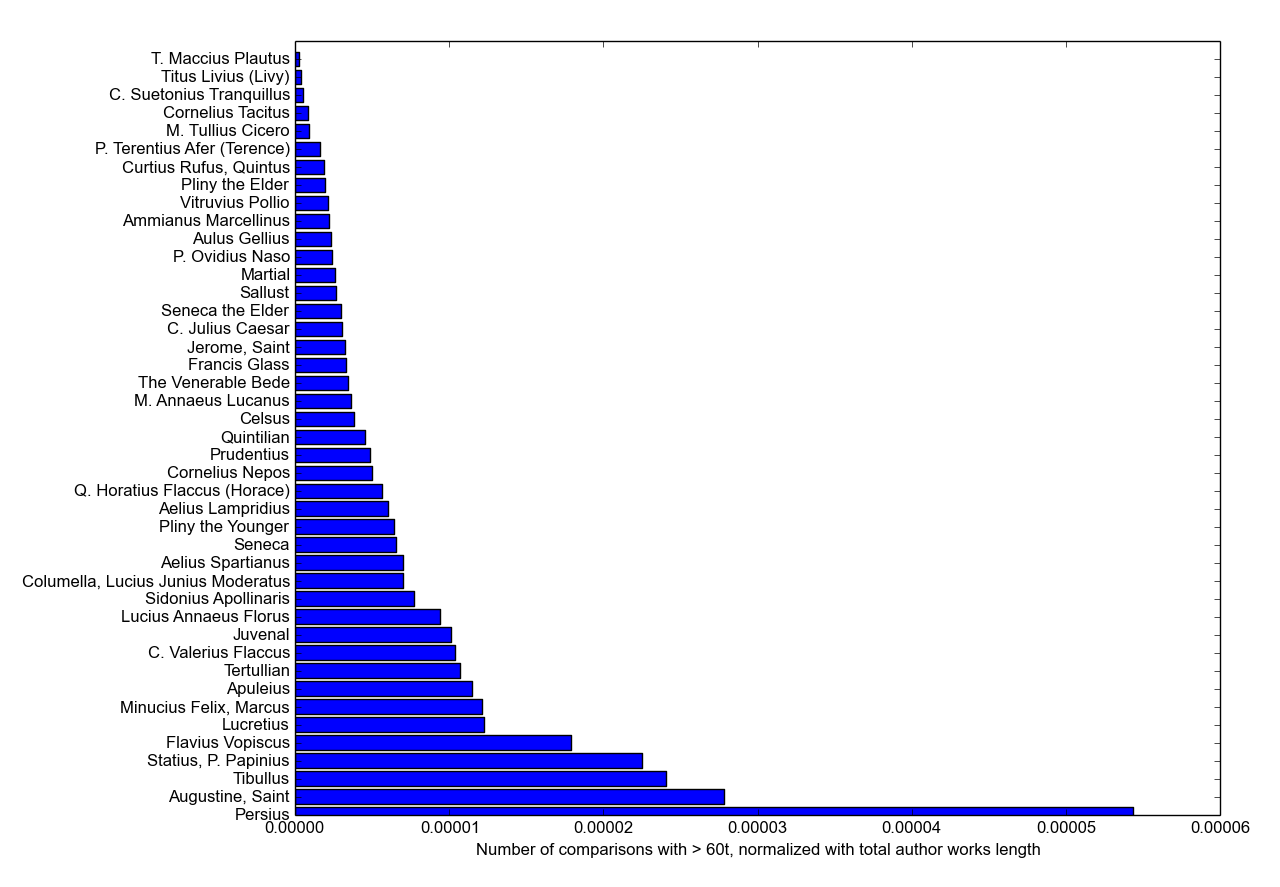 T. Maccius Plautus
Titus Livius (Livy)
C. Suetonius Tranquillus
Cornelius Tacitus
M. Tullius Cicero
P. Terentius Afer (Terence)
Curtius Rufus, Quintus
Pliny the Elder
Vitruvius Pollio
Ammianus Marcellinus
Aulus Gellius
P. Ovidius Naso
Martial
Sallust
Seneca the Elder
C. Julius Caesar
Jerome, Saint
Francis Glass
The Venerable Bede
M. Annaeus Lucanus
Celsus
Quintilian
Prudentius
Cornelius Nepos
Q. Horatius Flaccus (Horace)
Aelius Lampridius
Pliny the Younger
Seneca
Aelius Spartianus
Columella, Lucius Junius Moderatus
Sidonius Apollinaris
Lucius Annaeus Florus
Juvenal
C. Valerius Flaccus
Tertullian
Apuleius
Minucius Felix, Marcus
Lucretius
Flavius Vopiscus
Statius, P. Papinius
Tibullus
Augustine, Saint
Persius
0.00000 0.00001 0.00002 0.00003 0.00004 0.00005 0.00006
Number of comparisons with > 60t, normalized with total author works length